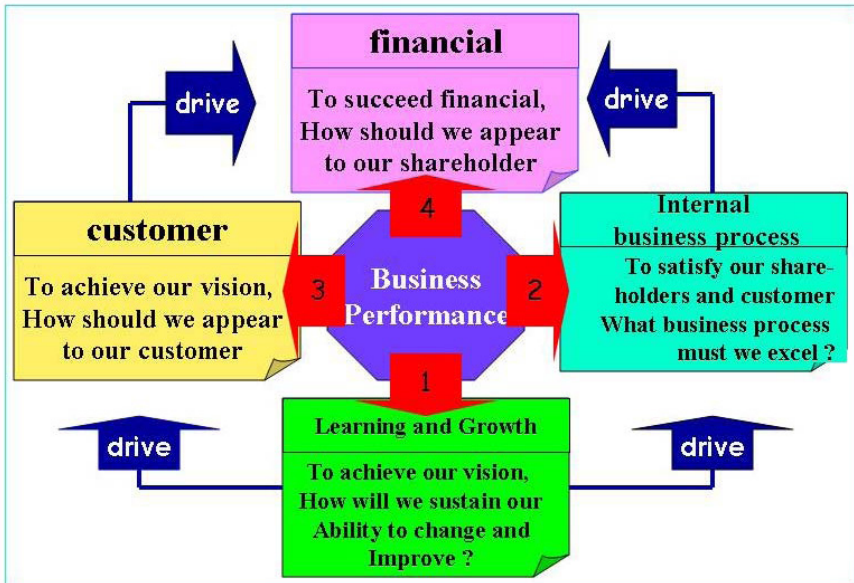 financial
To succeed financial,
How should we appear
to our shareholder
drive
drive
customer
To achieve our vision,
How should we appear
to our customer
4
3
Business
Performance
2
1
Internal
business process
To satisfy our share-
holders and customer
What business process
must we excel ?
drive
Learning and Growth
To achieve our vision,
How will we sustain our
Ability to change and
Improve ?
drive